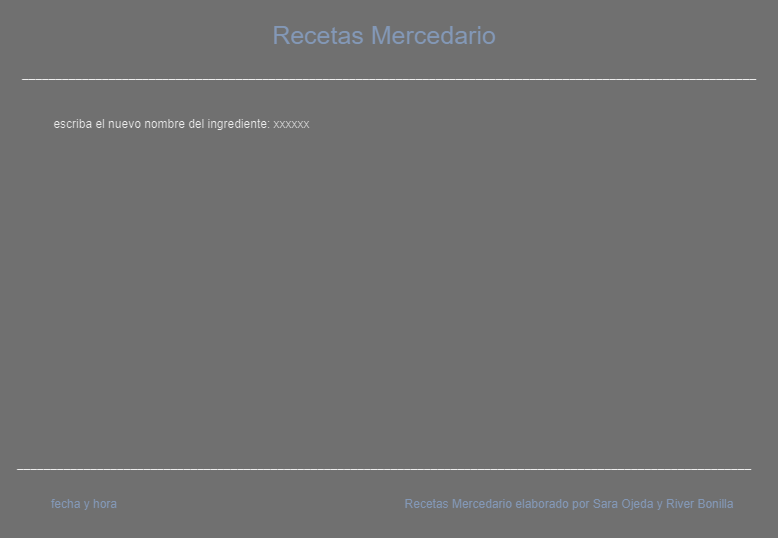 Recetas Mercedario
escriba el nuevo nombre del ingrediente: xxxxxx
fecha y hora
Recetas Mercedario elaborado por Sara Ojeda y River Bonilla